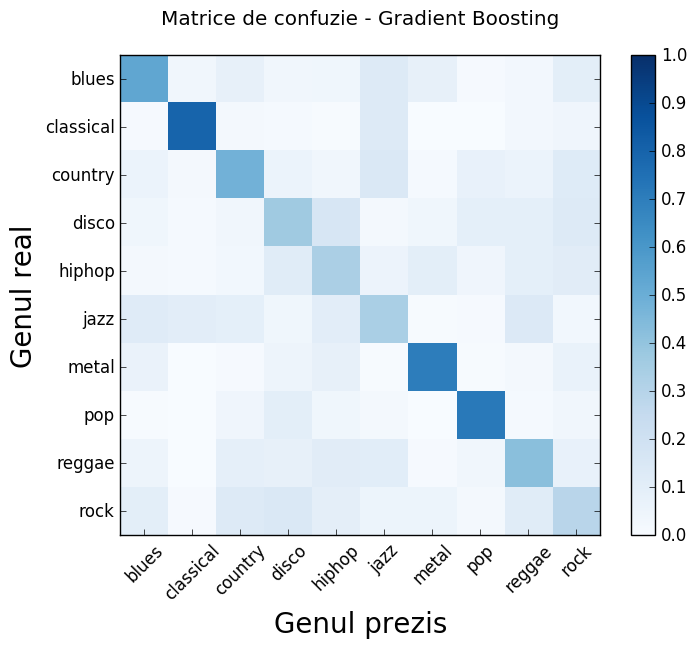 Matrice de confuzie - Gradient Boosting
Genul real
blues
classical
country
disco
hiphop
jazz
metal
pop
reggae
rock
blues classical country disco hiphop jazz metal pop reggae rock
Genul prezis
1.0
0.9
0.8
0.7
0.6
0.5
0.4
0.3
0.2
0.1
0.0